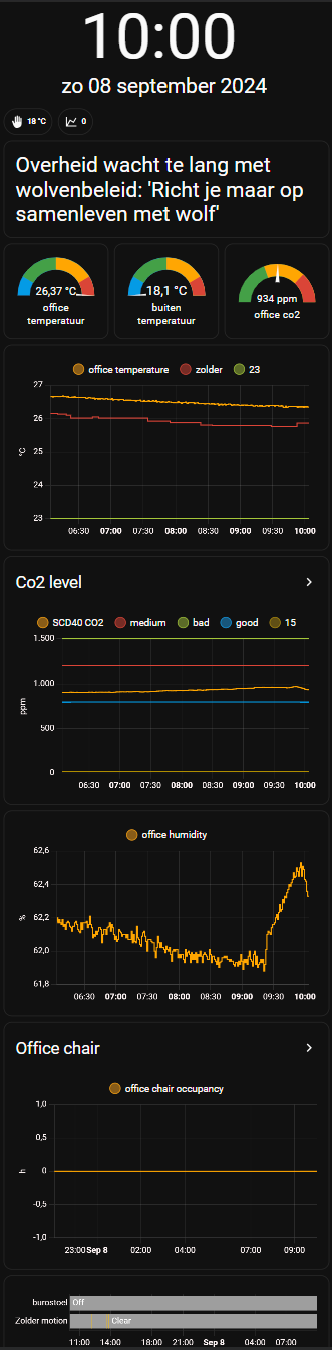 10:00
zo 08 september 2024
18 °C
0
Overheid wacht te lang met
wolvenbeleid: 'Richt je maar op
samenleven met wolf'
26,37 °C
office
temperatuur
18,1 °C
buiten
temperatuur
934 ppm
office co2
office temperature zolder 23
27
26
25
24
23
°C
06:30 07:00 07:30 08:00 08:30 09:00 09:30 10:00
Co2 level
SCD40 CO2 medium bad good 15
1.500
1.000
500
0
ppm
06:30 07:00 07:30 08:00 08:30 09:00 09:30 10:00
office humidity
62,6
62,4
62,2
62,0
61,8
%
06:30 07:00 07:30 08:00 08:30 09:00 09:30 10:00
Office chair
office chair occupancy
1,0
0,5
0
-0,5
-1,0
h
23:00 Sep 8 02:00 04:00 07:00 09:00
burostoel Off
Zolder motion Clear
11:00 14:00 18:00 21:00 Sep 8 04:00 07:00